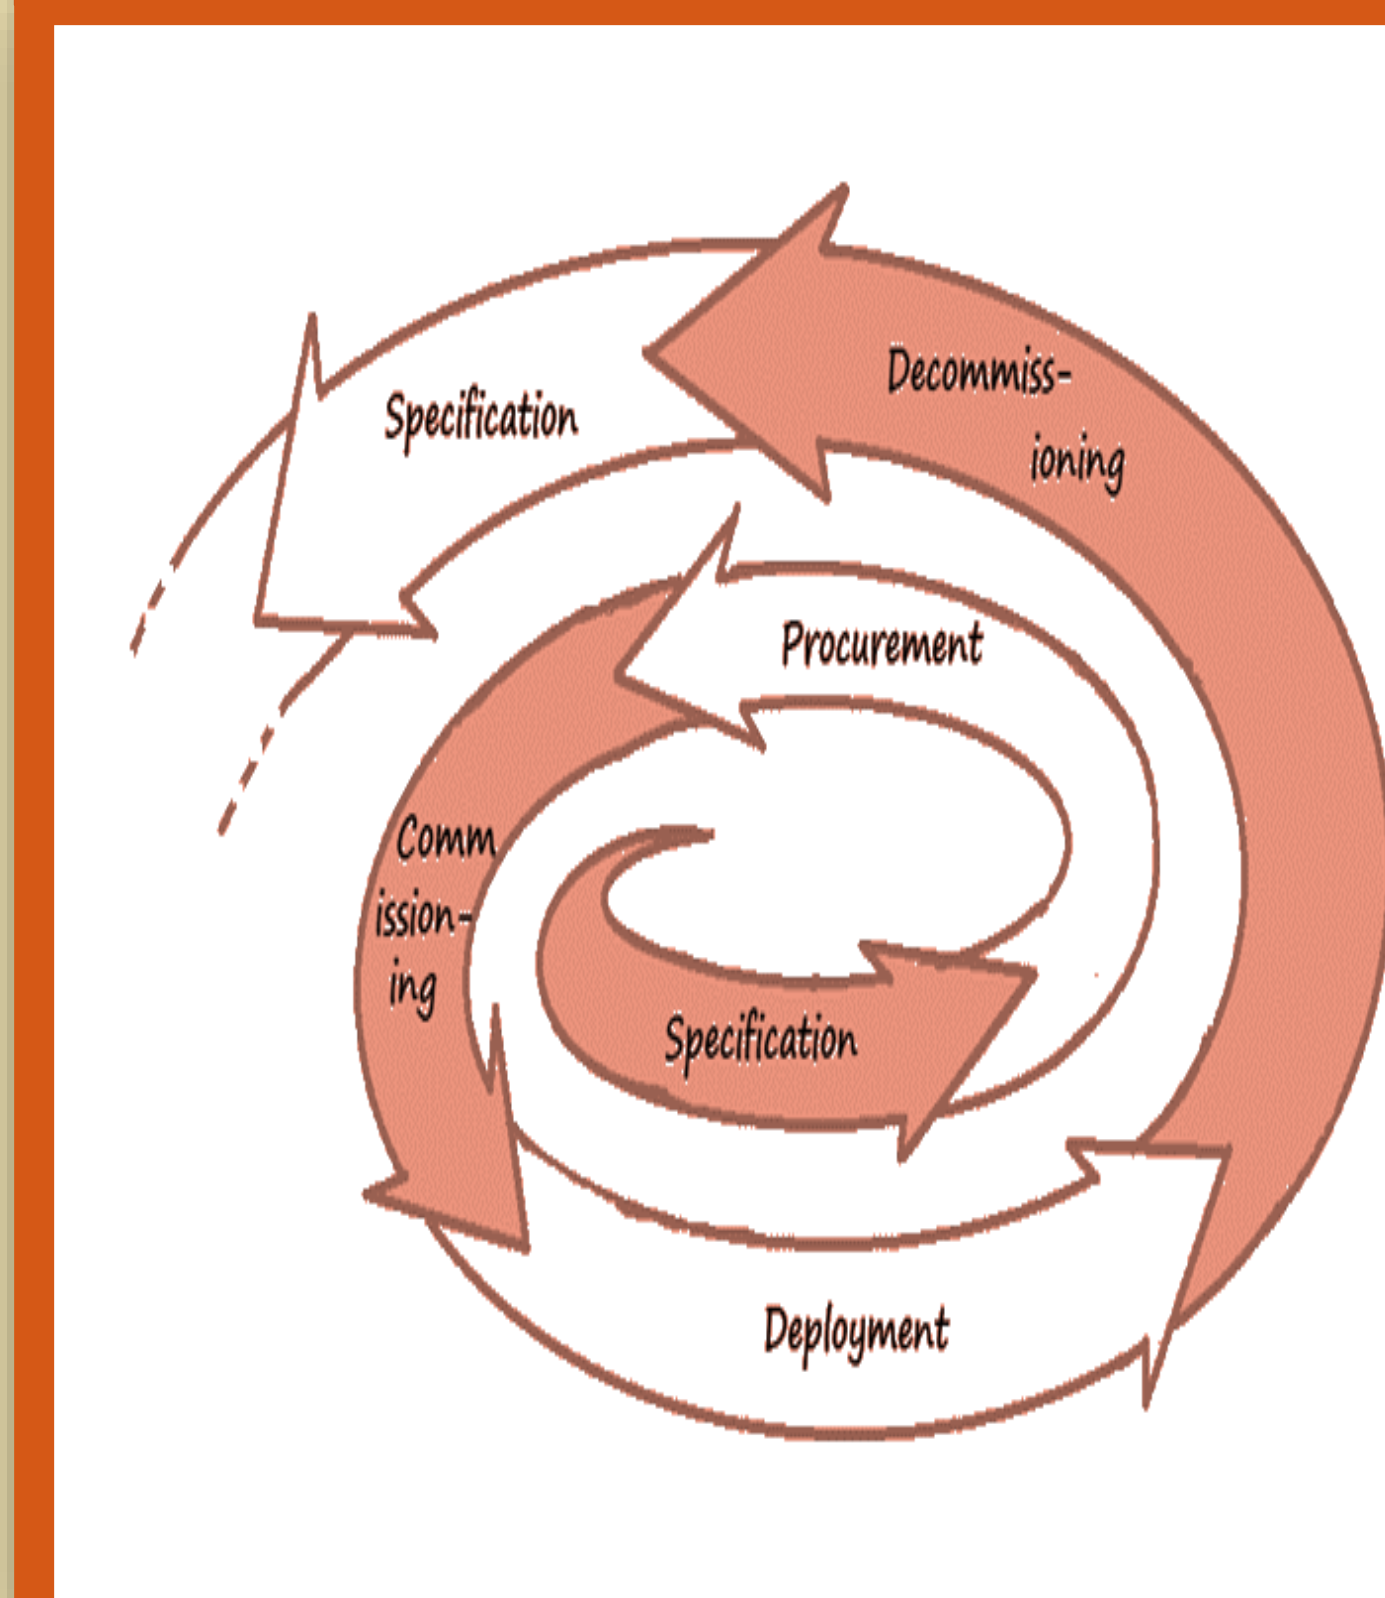 Decommiss-
ioning
Specification
Procurement
Comm
ission-
ing
Specification
Deployment